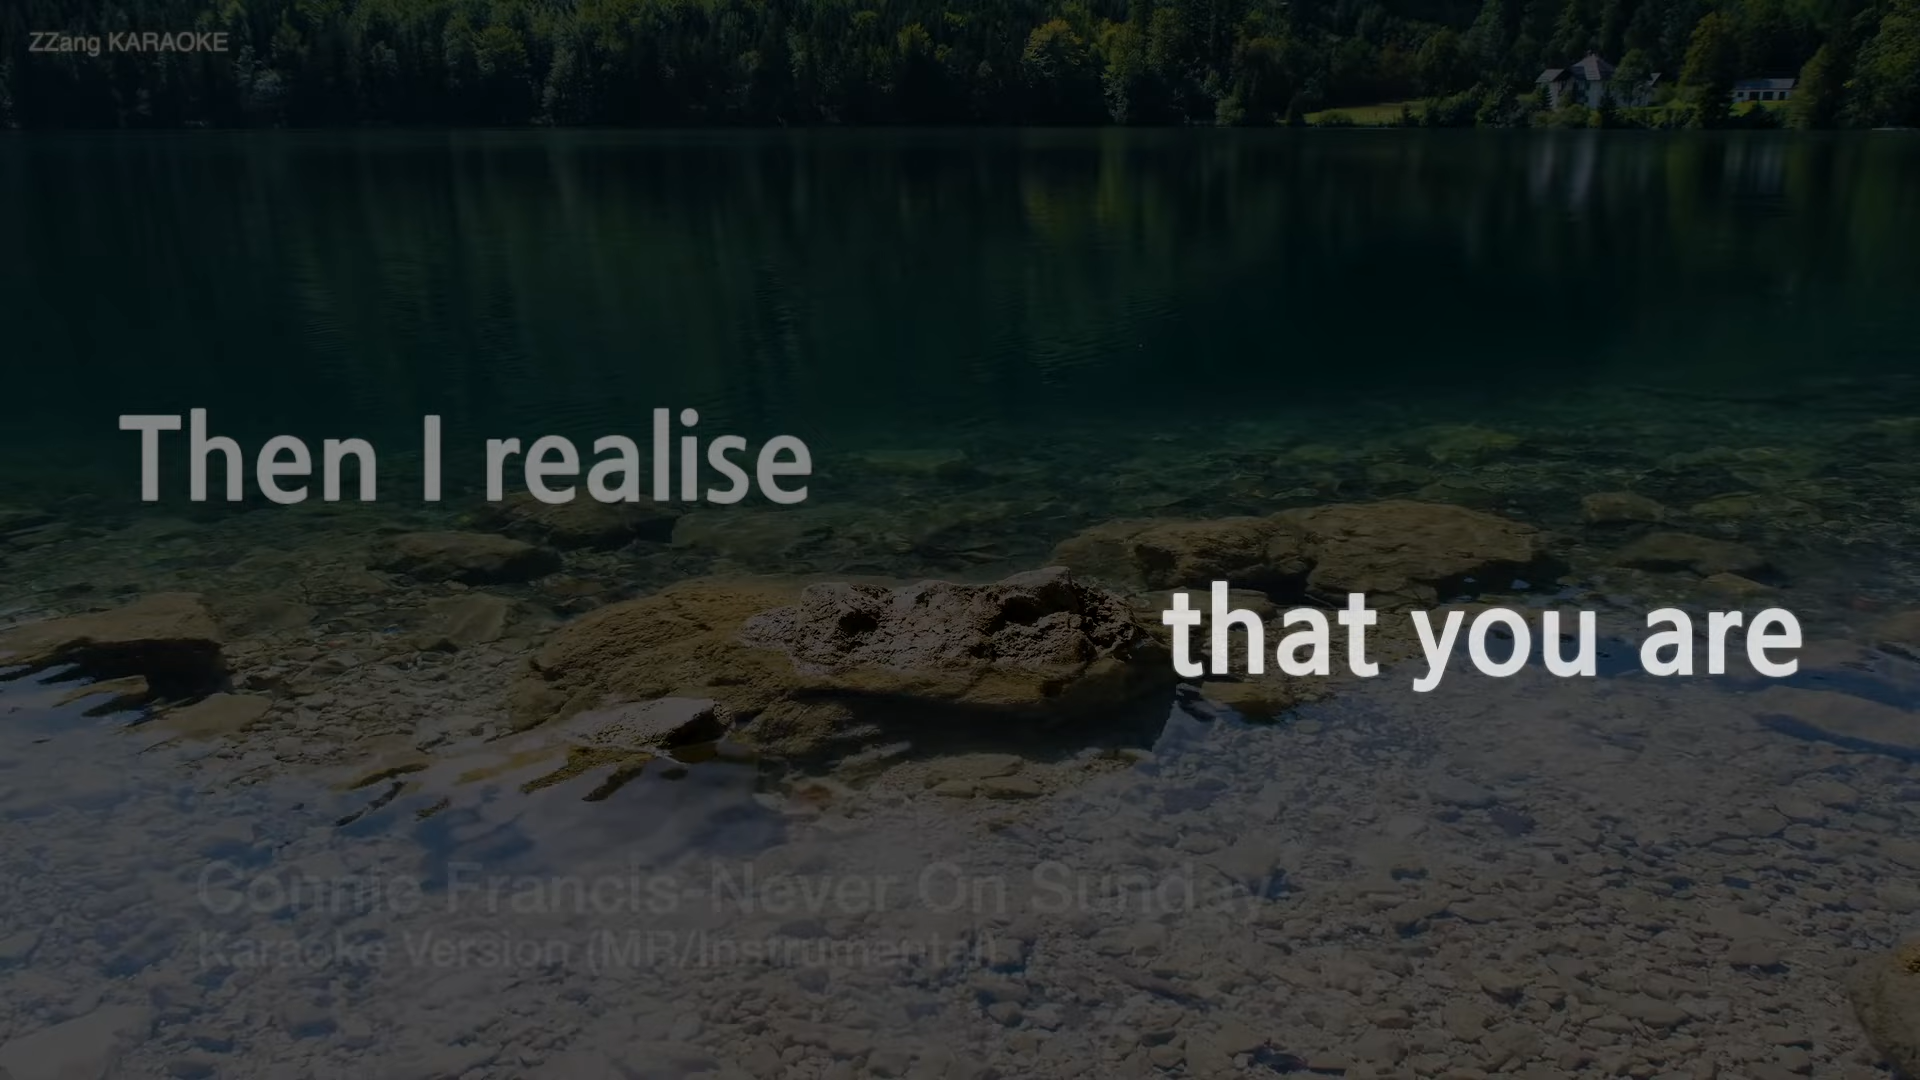 ZZang KARAOKE
Then I realise
that you are
Connie Francis-Never On Sunday
Karaoke Version (MR/Instrumental)